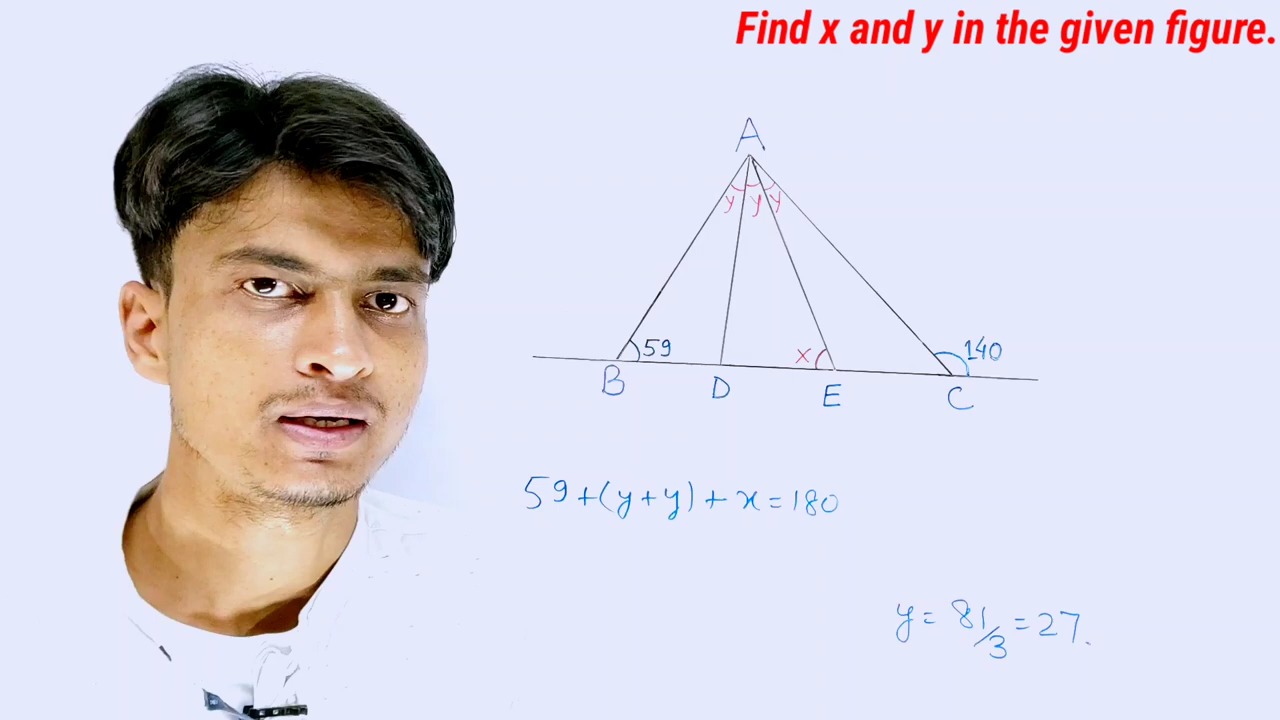 Find x and y in the given figure.
A
y y y
59 x 140
B D E C
59+(y+y)+x=180
y= 81/3=27.